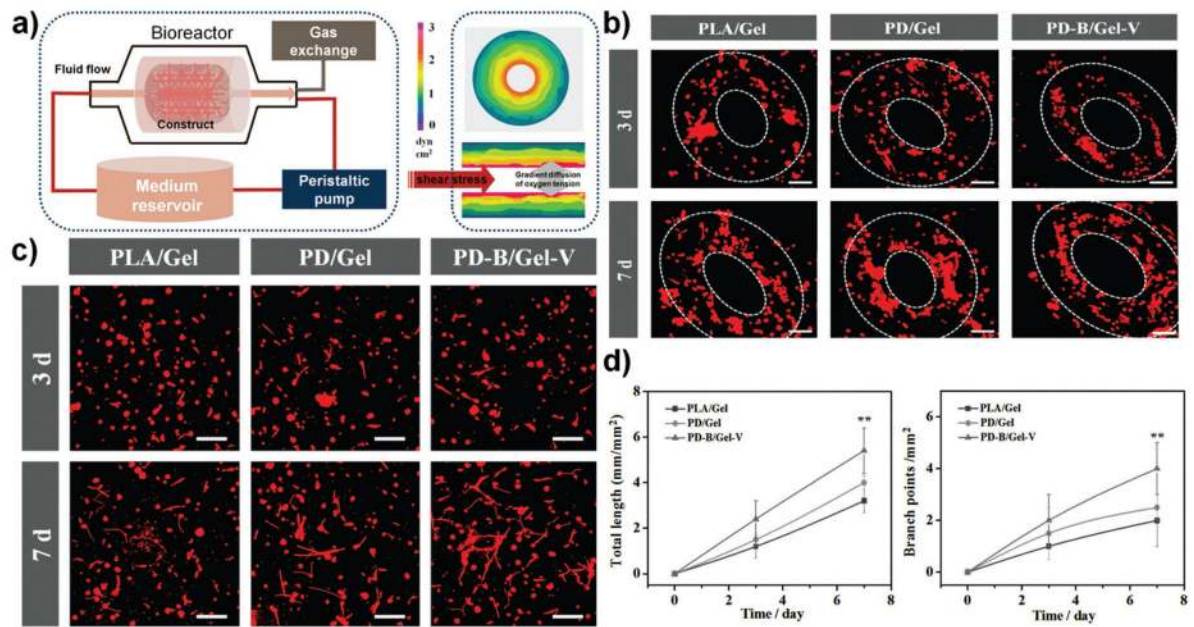 a)
Bioreactor
Gas
exchange
Fluid flow
Construct
Medium
reservoir
Peristaltic
pump
3
2
1
0
dyn
cm²
shear stress
Gradient diffusion
of oxygen tension
b)
PLA/Gel
PD/Gel
PD-B/Gel-V
3 d
7 d
c)
PLA/Gel
PD/Gel
PD-B/Gel-V
3 d
7 d
d)
8
6
4
2
0
Total length (mm/mm²)
PLA/Gel
PD/Gel
PD-B/Gel-V
**
0 2 4 6 8
Time / day
6
4
2
0
Branch points /mm²
PLA/Gel
PD/Gel
PD-B/Gel-V
**
0 2 4 6 8
Time / day